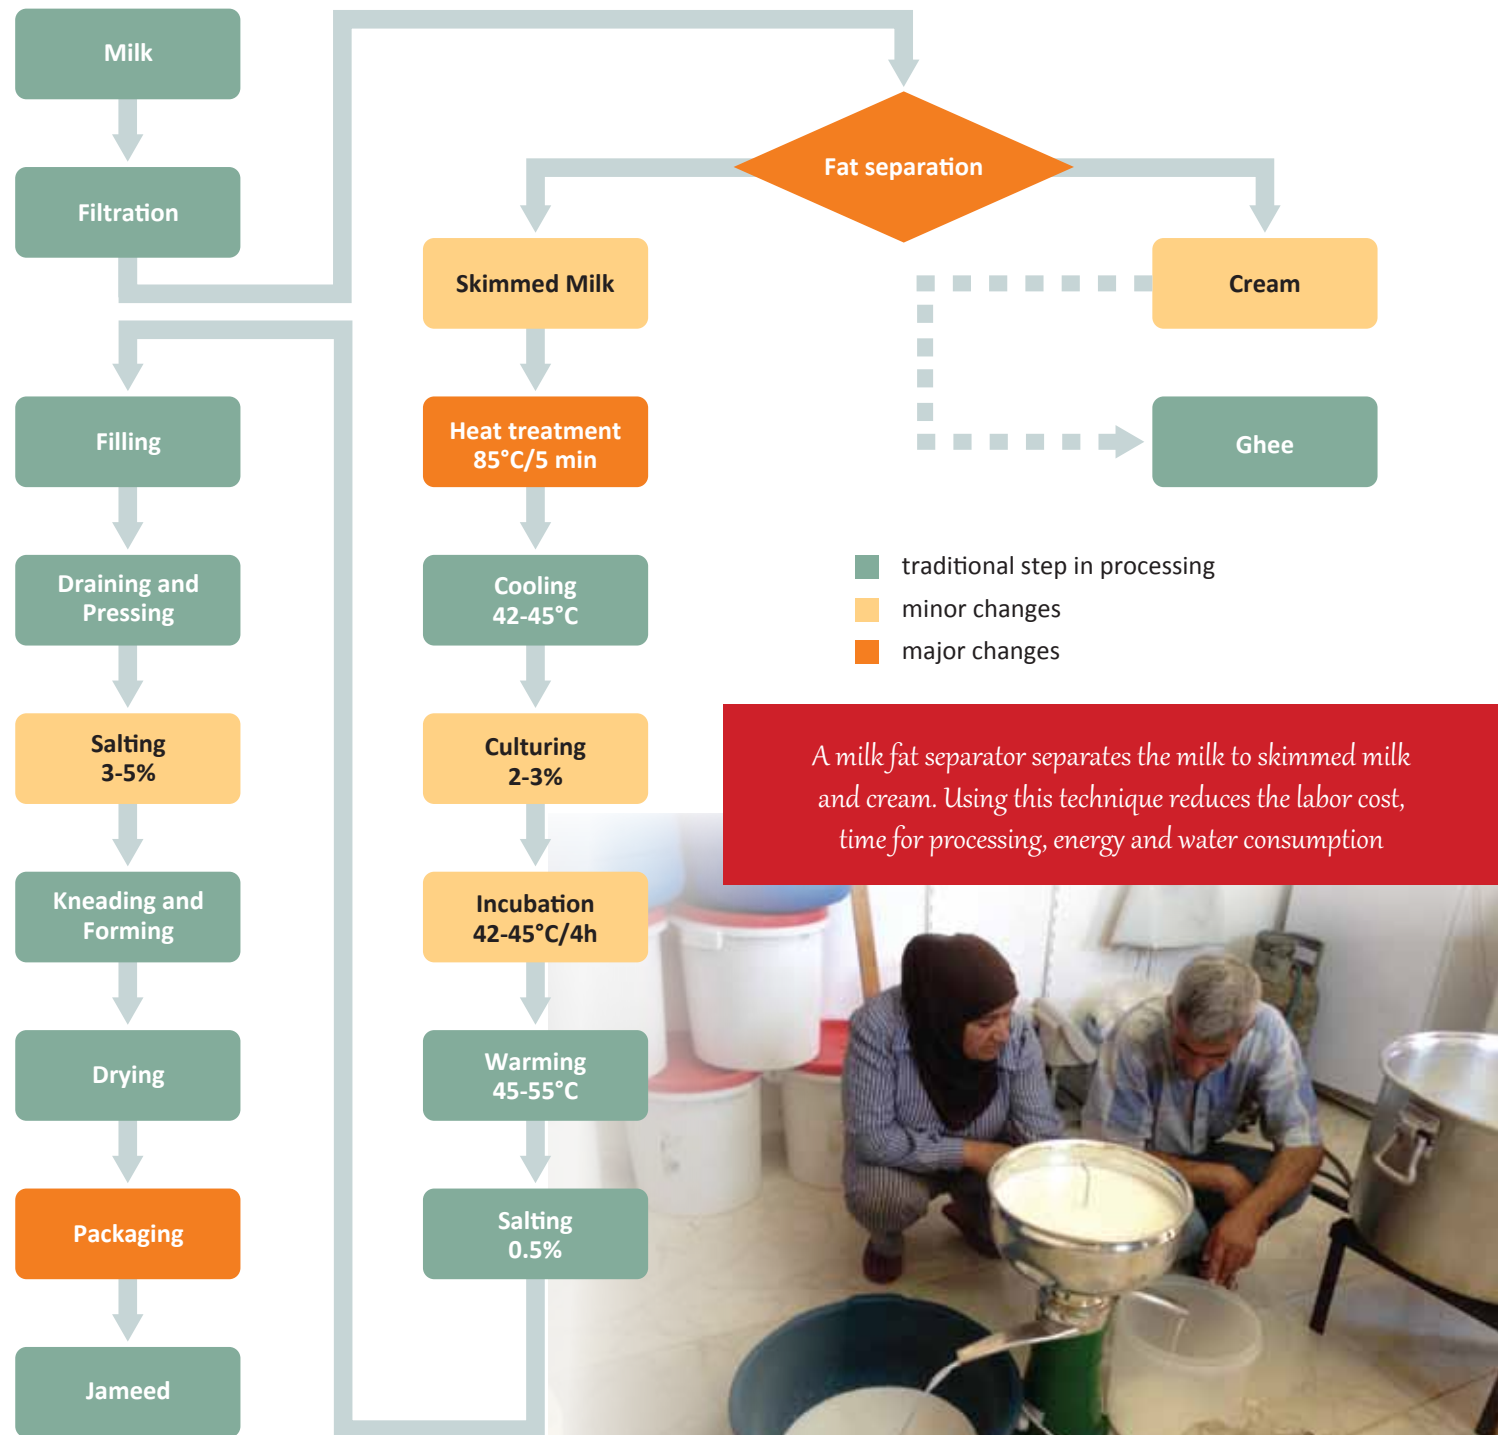 Milk
Filtration
Fat separation
Skimmed Milk
Cream
Ghee
Heat treatment
85°C/5 min
Cooling
42-45°C
Culturing
2-3%
Incubation
42-45°C/4h
Warming
45-55°C
Salting
0.5%
Filling
Draining and
Pressing
Salting
3-5%
Kneading and
Forming
Drying
Packaging
Jameed
traditional step in processing
minor changes
major changes
A milk fat separator separates the milk to skimmed milk
and cream. Using this technique reduces the labor cost,
time for processing, energy and water consumption